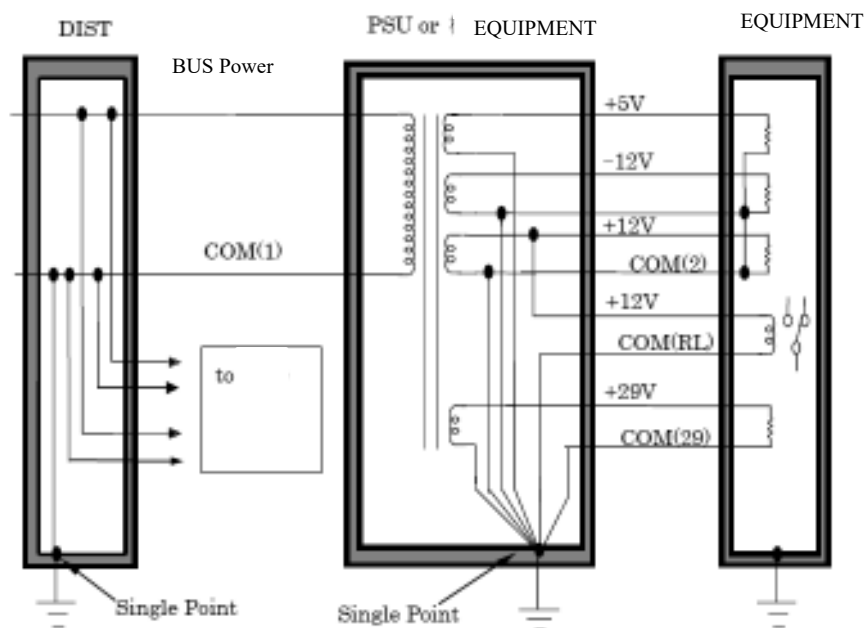 DIST
BUS Power
PSU or
EQUIPMENT
EQUIPMENT
+5V
-12V
+12V
COM(1)
COM(2)
+12V
COM(RL)
to
+29V
COM(29)
Single Point
Single Point